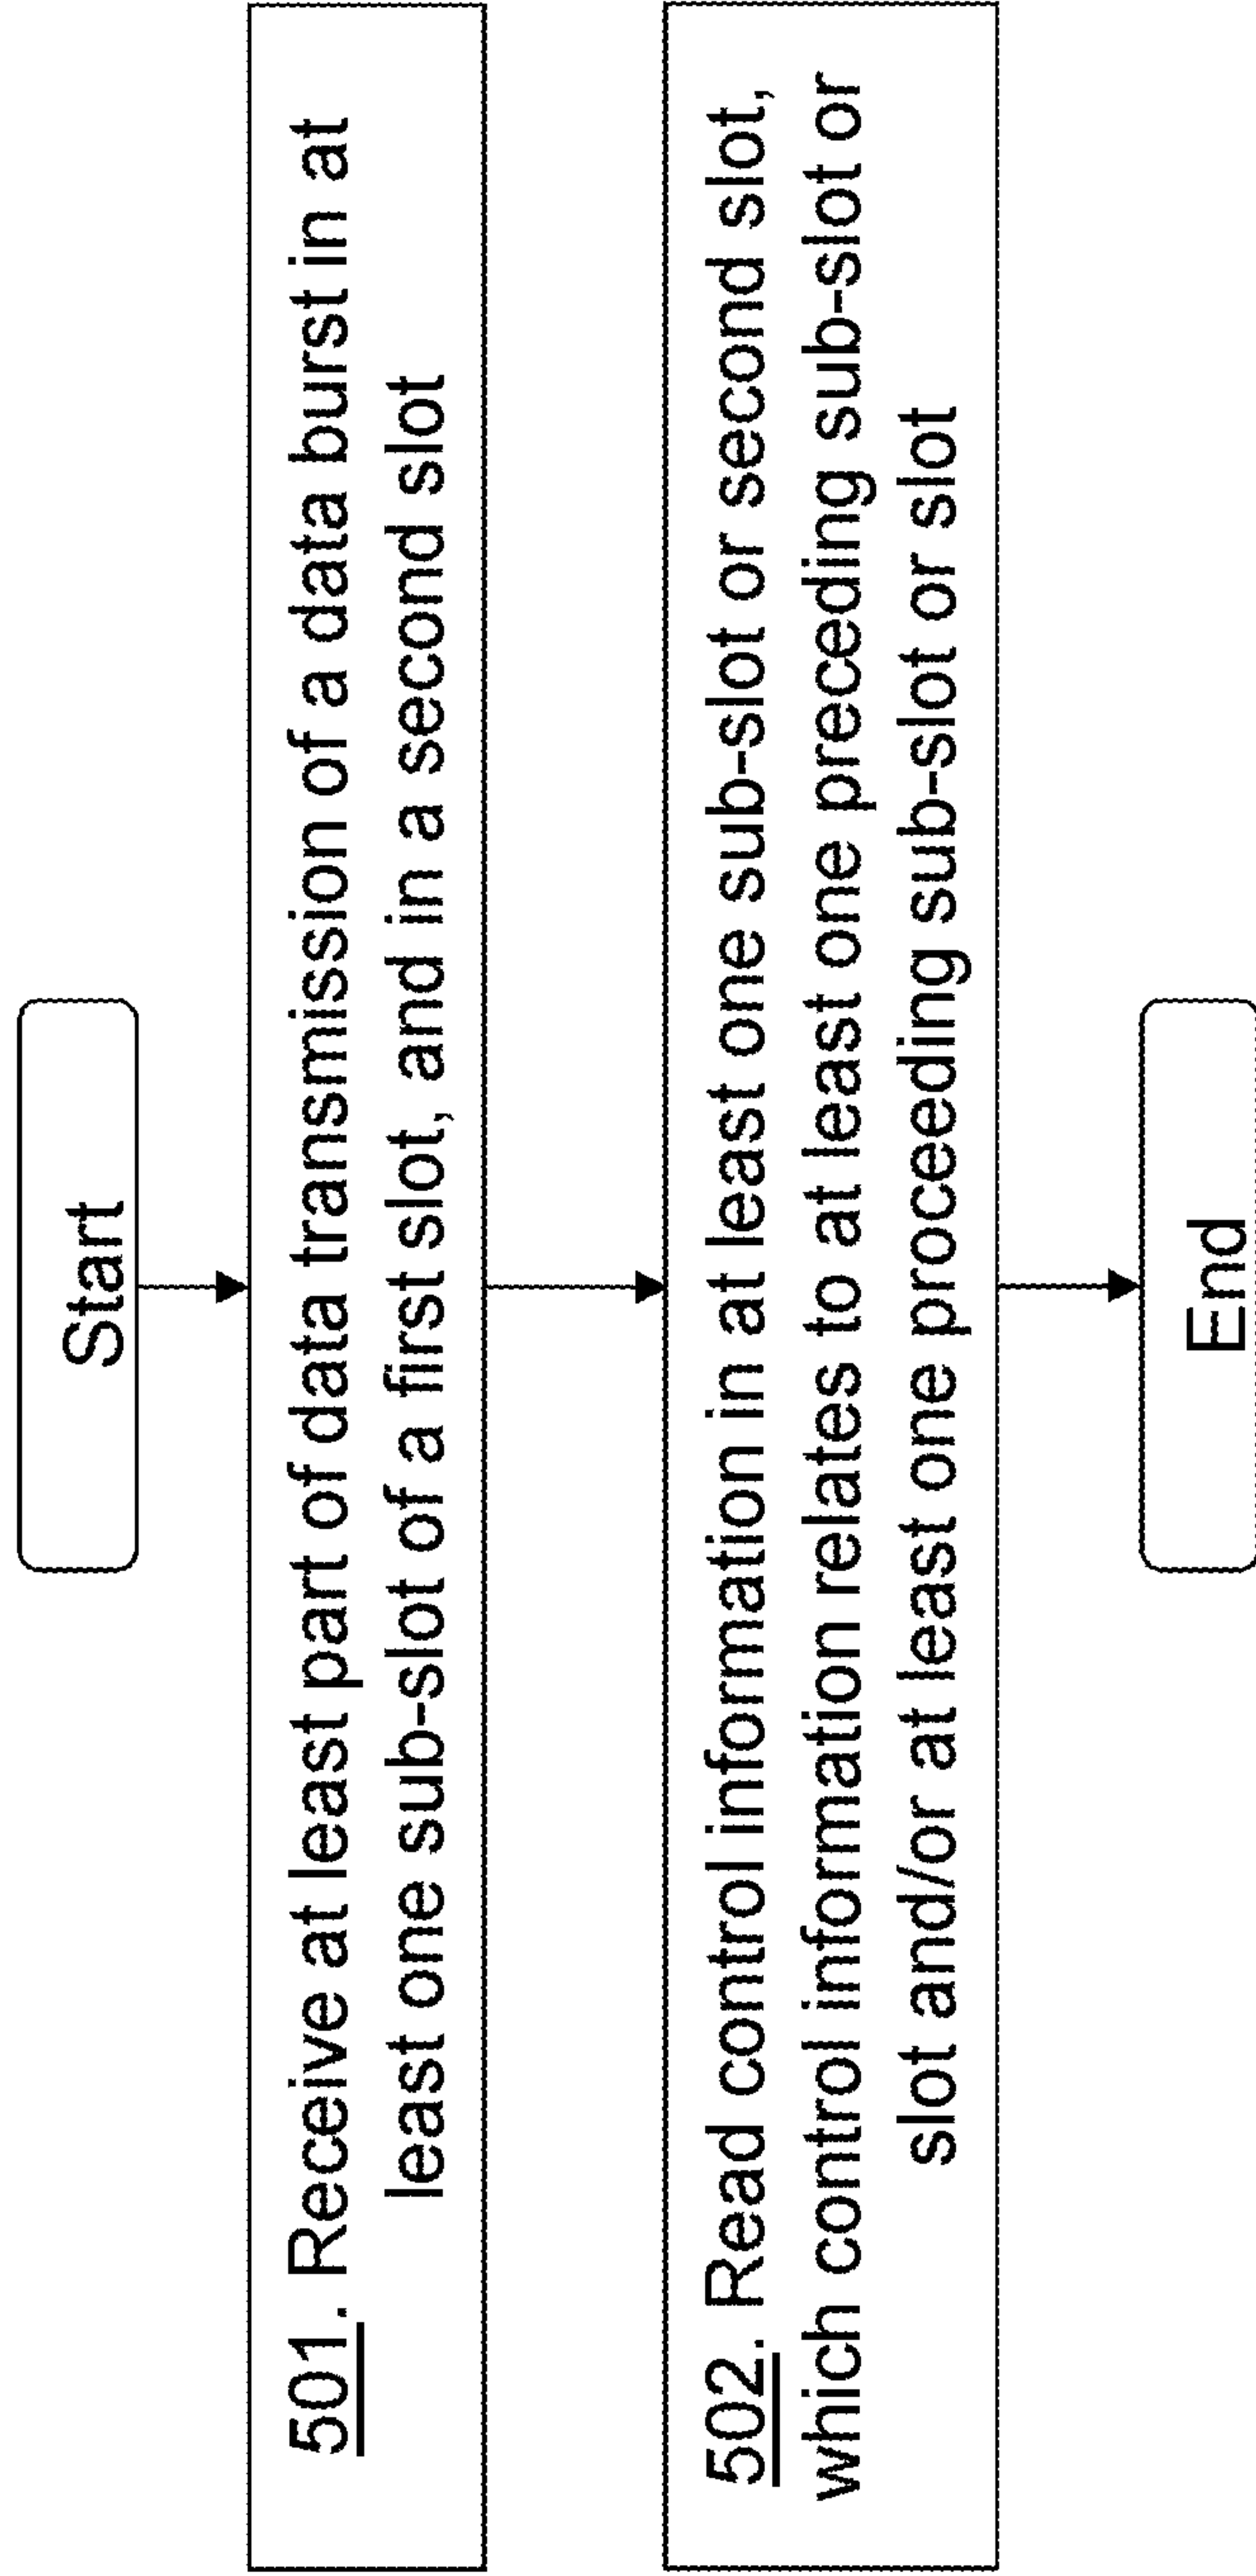 Start
501. Receive at least part of data transmission of a data burst in at
least one sub-slot of a first slot, and in a second slot
502. Read control information in at least one sub-slot or second slot,
which control information relates to at least one preceding sub-slot or
slot and/or at least one proceeding sub-slot or slot
End